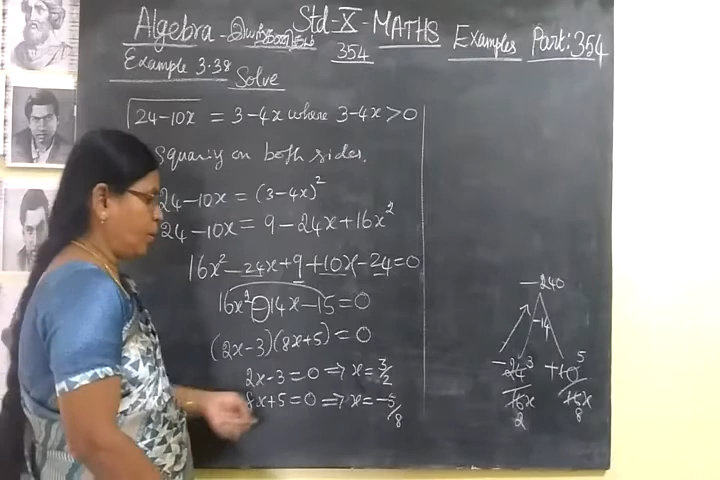 Algebra - இயற்கணிதம் Std-X-MATHS Examples Part: 354
354
Example 3.38 Solve
√24-10x = 3-4x where 3-4x>0
Squaring on both sides.
24-10x = (3-4x)²
24-10x = 9-24x+16x²
16x²-24x+9+10x-24=0
16x²-14x-15=0
(2x-3)(8x+5)=0
2x-3=0 ⇒ x=3/2
8x+5=0 ⇒ x=-5/8
-240
-14
-24 3 +10 5
16x 16x
2 8